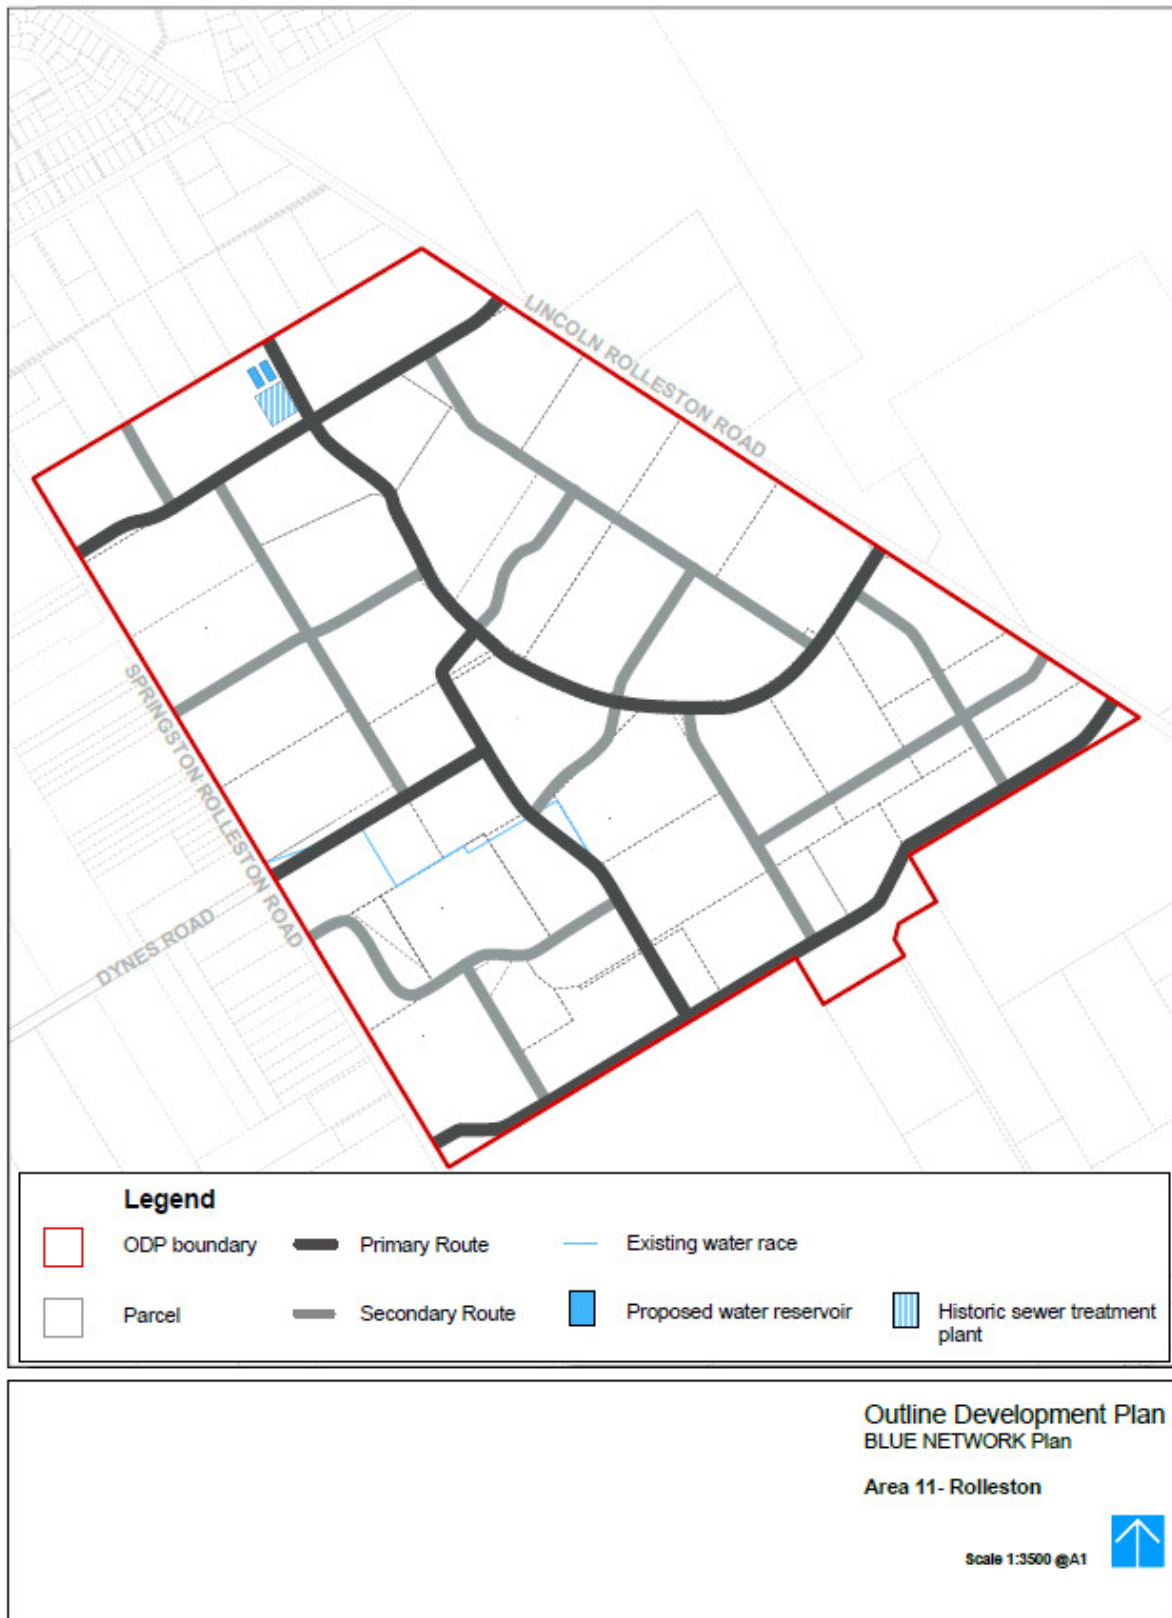 LINCOLN ROLLESTON ROAD
SPRINGSTON ROLLESTON ROAD
DYNES ROAD
Legend
ODP boundary
Primary Route
Existing water race
Parcel
Secondary Route
Proposed water reservoir
Historic sewer treatment
plant
Outline Development Plan
BLUE NETWORK Plan
Area 11- Rolleston
Scale 1:3500 @A1